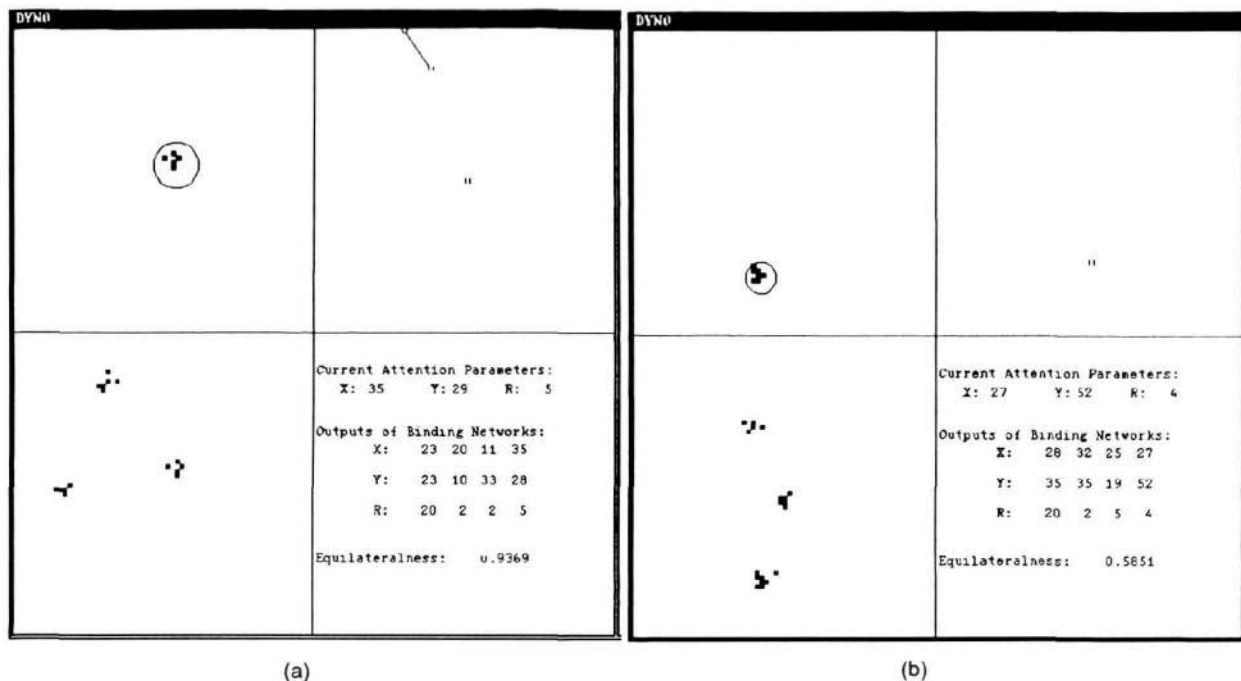 DYNO
Current Attention Parameters:
X: 35 Y: 29 R: 5
Outputs of Binding Networks:
X: 23 20 11 35
Y: 23 10 33 28
R: 20 2 2 5
Equilateralness: 0.9369
(a)
DYNO
Current Attention Parameters:
X: 27 Y: 52 R: 4
Outputs of Binding Networks:
X: 28 32 25 27
Y: 35 35 19 52
R: 20 2 5 4
Equilateralness: 0.5851
(b)